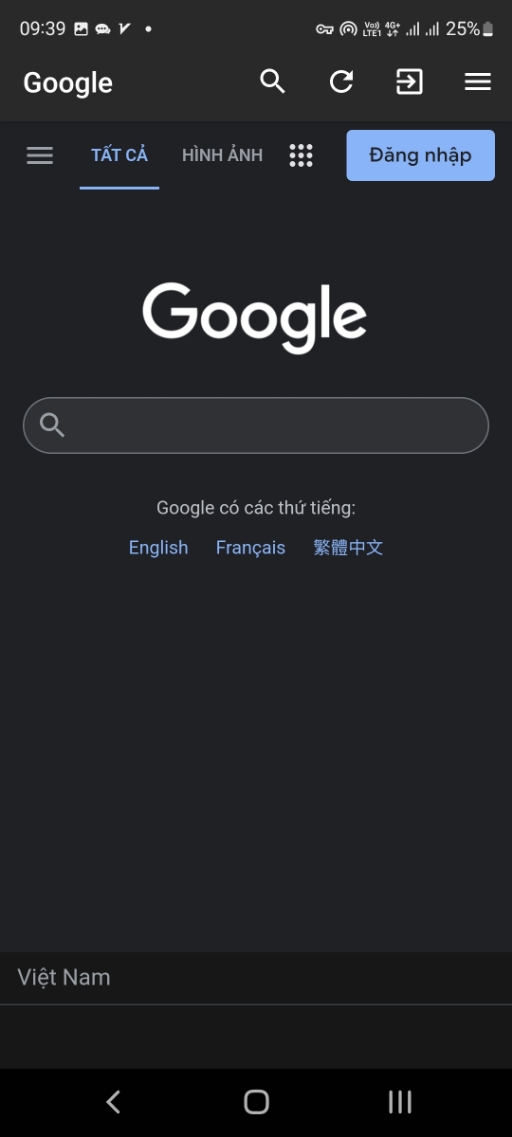 09:39
Vo)) LTE1 4G+ 25%
Google
TẤT CẢ HÌNH ẢNH Đăng nhập
Google
Google có các thứ tiếng:
English Français 繁體中文
Việt Nam